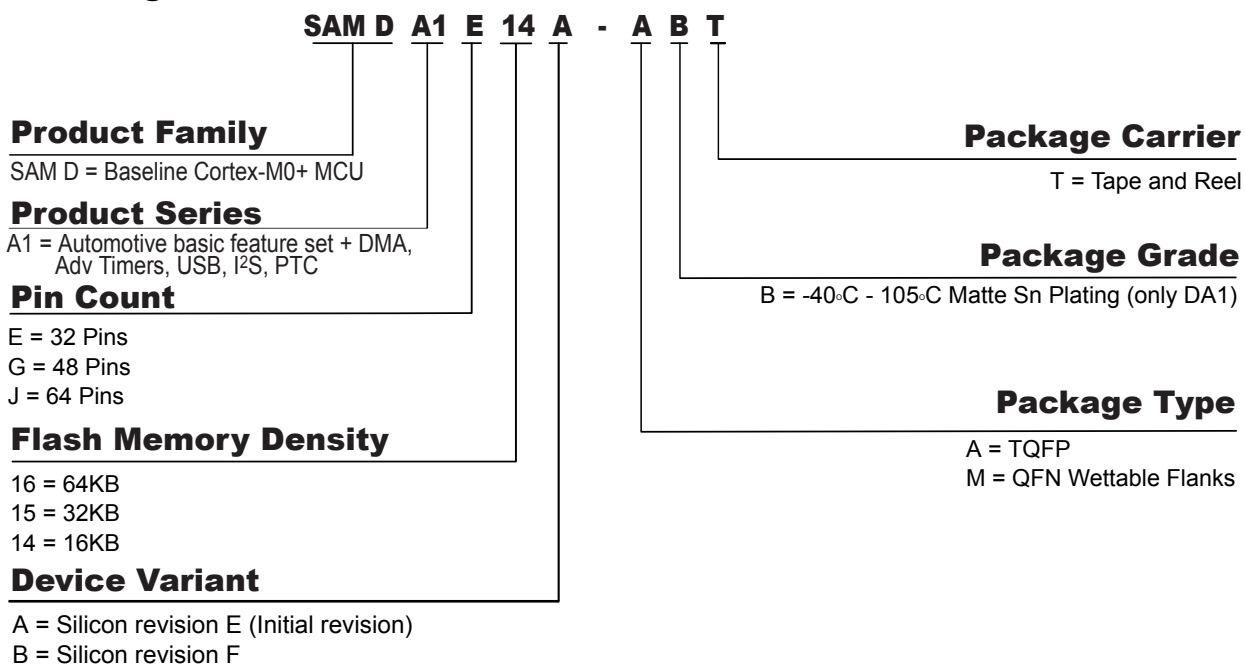 SAM D A1 E 14 A - A B T
Product Family
SAM D = Baseline Cortex-M0+ MCU
Product Series
A1 = Automotive basic feature set + DMA,
Adv Timers, USB, I²S, PTC
Pin Count
E = 32 Pins
G = 48 Pins
J = 64 Pins
Flash Memory Density
16 = 64KB
15 = 32KB
14 = 16KB
Device Variant
A = Silicon revision E (Initial revision)
B = Silicon revision F
Package Carrier
T = Tape and Reel
Package Grade
B = -40◦C - 105◦C Matte Sn Plating (only DA1)
Package Type
A = TQFP
M = QFN Wettable Flanks